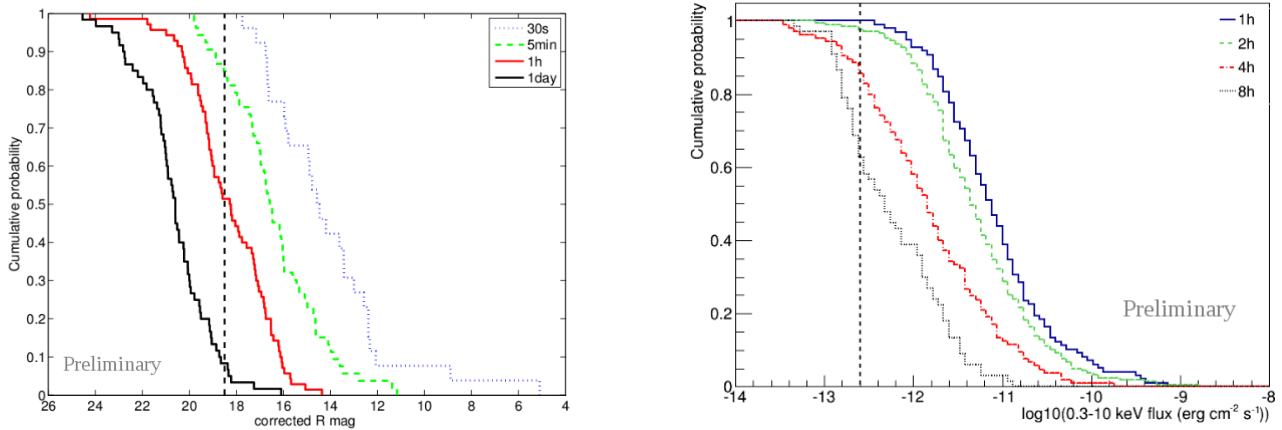 1
0.9
0.8
0.7
0.6
0.5
0.4
0.3
0.2
0.1
0
Cumulative probability
30s
5min
1h
1day
Preliminary
26 24 22 20 18 16 14 12 10 8 6 4
corrected R mag
1
0.8
0.6
0.4
0.2
0
Cumulative probability
1h
2h
4h
8h
Preliminary
-14 -13 -12 -11 -10 -9 -8
log10(0.3-10 keV flux (erg cm⁻² s⁻¹))